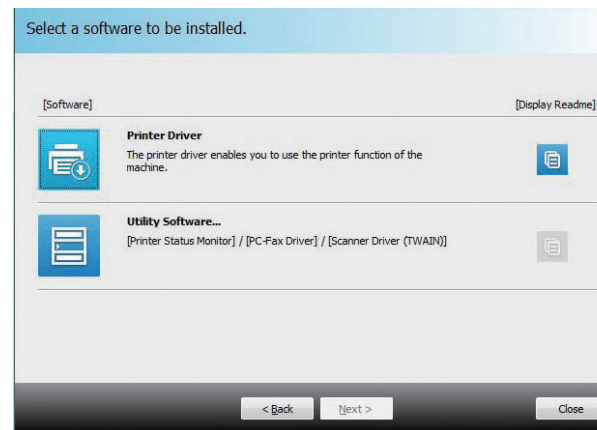 Select a software to be installed.
[Software] [Display Readme]
Printer Driver
The printer driver enables you to use the printer function of the
machine.
Utility Software...
[Printer Status Monitor] / [PC-Fax Driver] / [Scanner Driver (TWAIN)]
< Back Next > Close